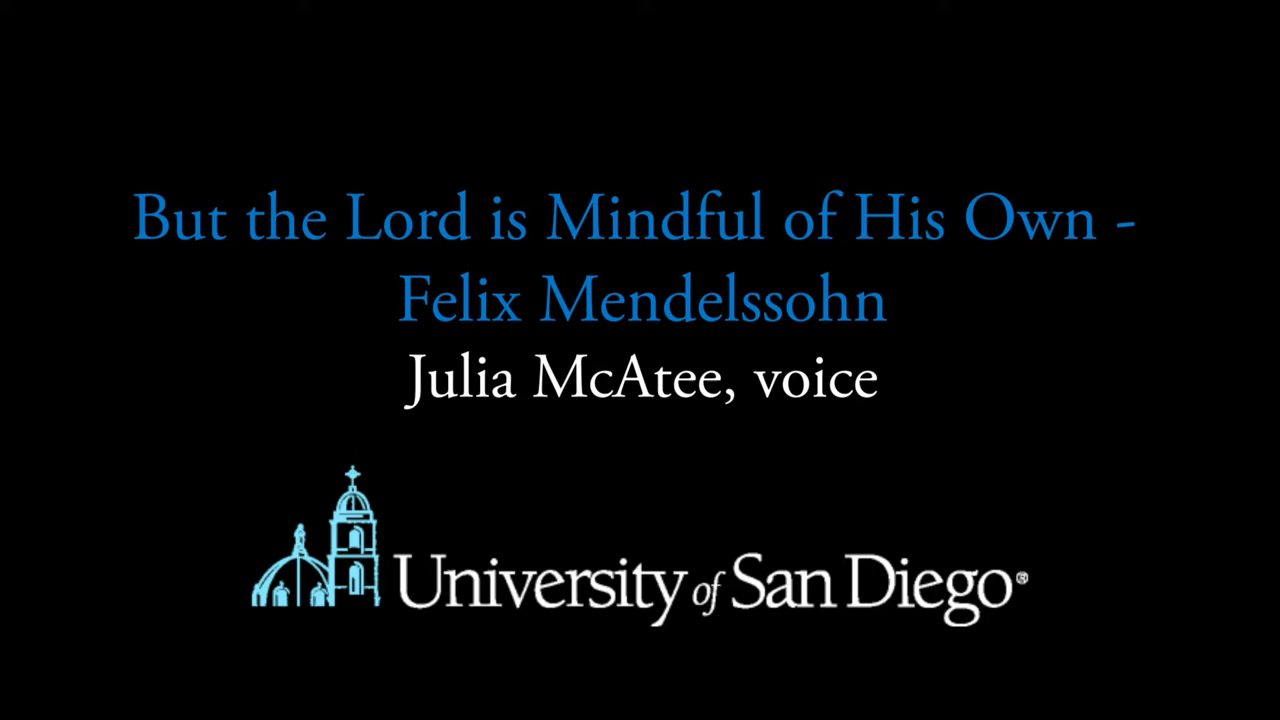 But the Lord is Mindful of His Own -
Felix Mendelssohn
Julia McAtee, voice
University of San Diego®